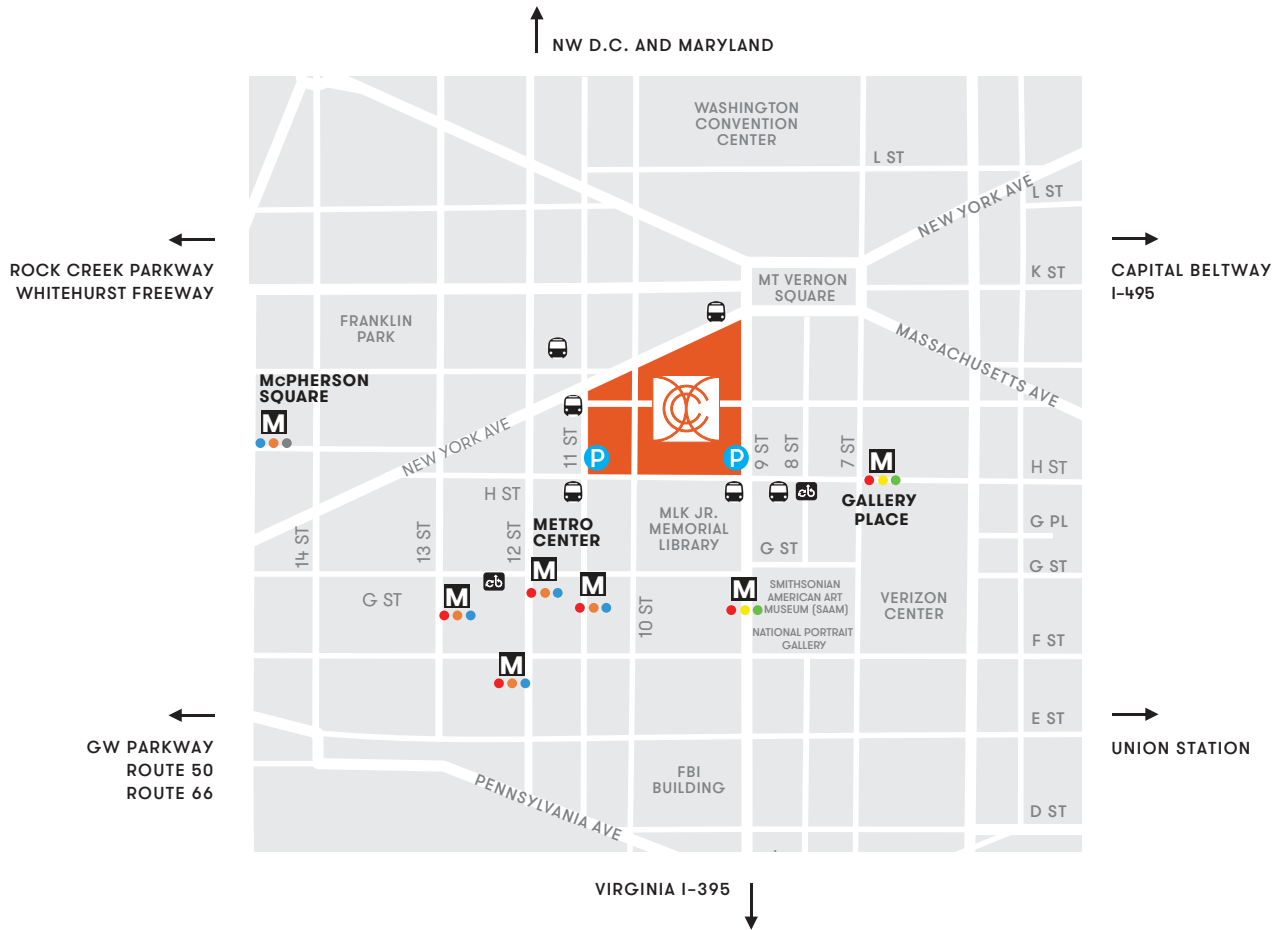 NW D.C. AND MARYLAND
WASHINGTON
CONVENTION
CENTER
L ST
NEW YORK AVE
L ST
ROCK CREEK PARKWAY
WHITEHURST FREEWAY
K ST
CAPITAL BELTWAY
I-495
MT VERNON
SQUARE
FRANKLIN
PARK
MASSACHUSETTS AVE
McPHERSON
SQUARE
M
NEW YORK AVE
11 ST
P
P
9 ST
8 ST
7 ST
M
H ST
GALLERY
PLACE
H ST
cb
MLK JR.
MEMORIAL
LIBRARY
G PL
METRO
CENTER
14 ST
13 ST
12 ST
G ST
G ST
cb
M
M
M
M
SMITHSONIAN
AMERICAN ART
MUSEUM (SAAM)
G ST
10 ST
VERIZON
CENTER
NATIONAL PORTRAIT
GALLERY
F ST
M
E ST
GW PARKWAY
ROUTE 50
ROUTE 66
UNION STATION
FBI
BUILDING
PENNSYLVANIA AVE
D ST
VIRGINIA I-395